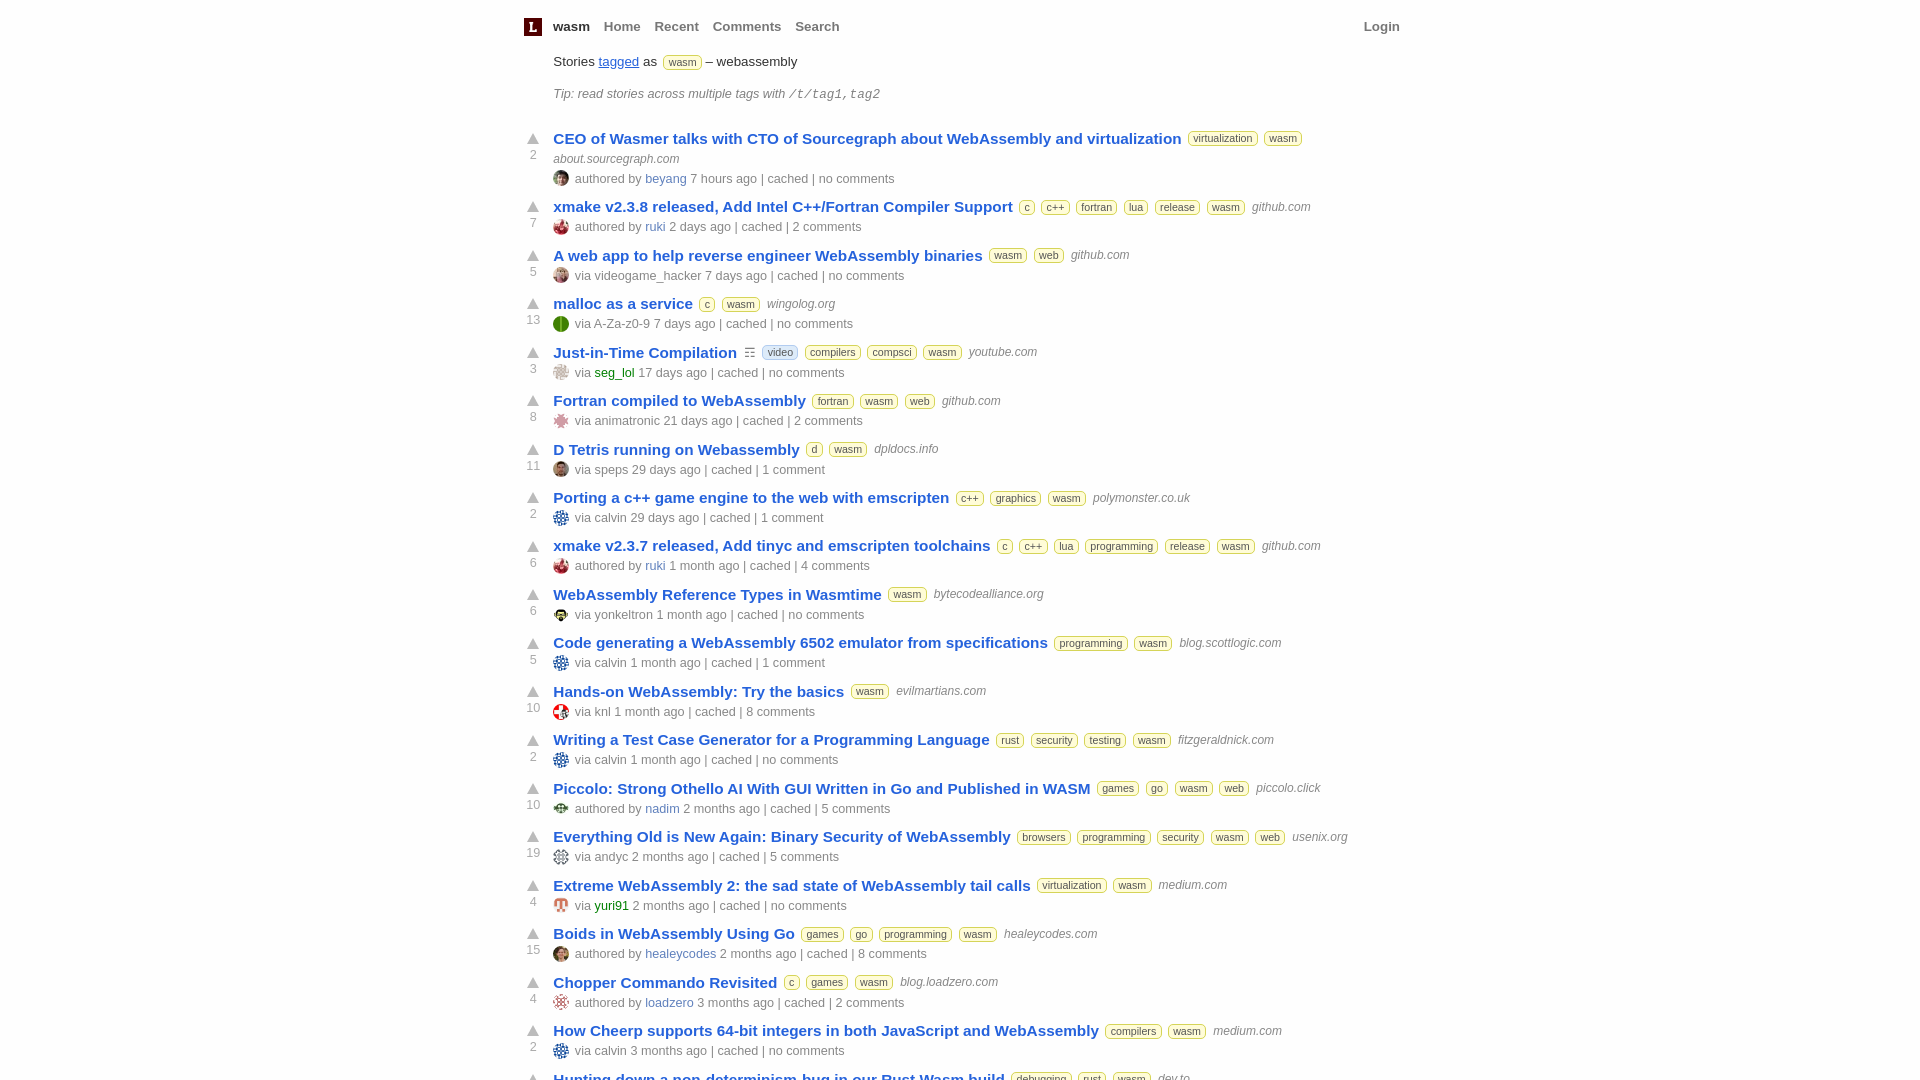 L wasm Home Recent Comments Search Login
Stories tagged as wasm – webassembly
Tip: read stories across multiple tags with /t/tag1,tag2
CEO of Wasmer talks with CTO of Sourcegraph about WebAssembly and virtualization virtualization wasm
2 about.sourcegraph.com
authored by beyang 7 hours ago | cached | no comments
xmake v2.3.8 released, Add Intel C++/Fortran Compiler Support c c++ fortran lua release wasm github.com
7 authored by ruki 2 days ago | cached | 2 comments
A web app to help reverse engineer WebAssembly binaries wasm web github.com
5 via videogame_hacker 7 days ago | cached | no comments
malloc as a service c wasm wingolog.org
13 via A-Za-z0-9 7 days ago | cached | no comments
Just-in-Time Compilation ☶ video compilers compsci wasm youtube.com
3 via seg_lol 17 days ago | cached | no comments
Fortran compiled to WebAssembly fortran wasm web github.com
8 via animatronic 21 days ago | cached | 2 comments
D Tetris running on Webassembly d wasm dpldocs.info
11 via speps 29 days ago | cached | 1 comment
Porting a c++ game engine to the web with emscripten c++ graphics wasm polymonster.co.uk
2 via calvin 29 days ago | cached | 1 comment
xmake v2.3.7 released, Add tinyc and emscripten toolchains c c++ lua programming release wasm github.com
6 authored by ruki 1 month ago | cached | 4 comments
WebAssembly Reference Types in Wasmtime wasm bytecodealliance.org
6 via yonkeltron 1 month ago | cached | no comments
Code generating a WebAssembly 6502 emulator from specifications programming wasm blog.scottlogic.com
5 via calvin 1 month ago | cached | 1 comment
Hands-on WebAssembly: Try the basics wasm evilmartians.com
10 via knl 1 month ago | cached | 8 comments
Writing a Test Case Generator for a Programming Language rust security testing wasm fitzgeraldnick.com
2 via calvin 1 month ago | cached | no comments
Piccolo: Strong Othello AI With GUI Written in Go and Published in WASM games go wasm web piccolo.click
10 authored by nadim 2 months ago | cached | 5 comments
Everything Old is New Again: Binary Security of WebAssembly browsers programming security wasm web usenix.org
19 via andyc 2 months ago | cached | 5 comments
Extreme WebAssembly 2: the sad state of WebAssembly tail calls virtualization wasm medium.com
4 via yuri91 2 months ago | cached | no comments
Boids in WebAssembly Using Go games go programming wasm healeycodes.com
15 authored by healeycodes 2 months ago | cached | 8 comments
Chopper Commando Revisited c games wasm blog.loadzero.com
4 authored by loadzero 3 months ago | cached | 2 comments
How Cheerp supports 64-bit integers in both JavaScript and WebAssembly compilers wasm medium.com
2 via calvin 3 months ago | cached | no comments
Hunting down a non-determinism bug in our Rust Wasm build debugging rust wasm dev.to